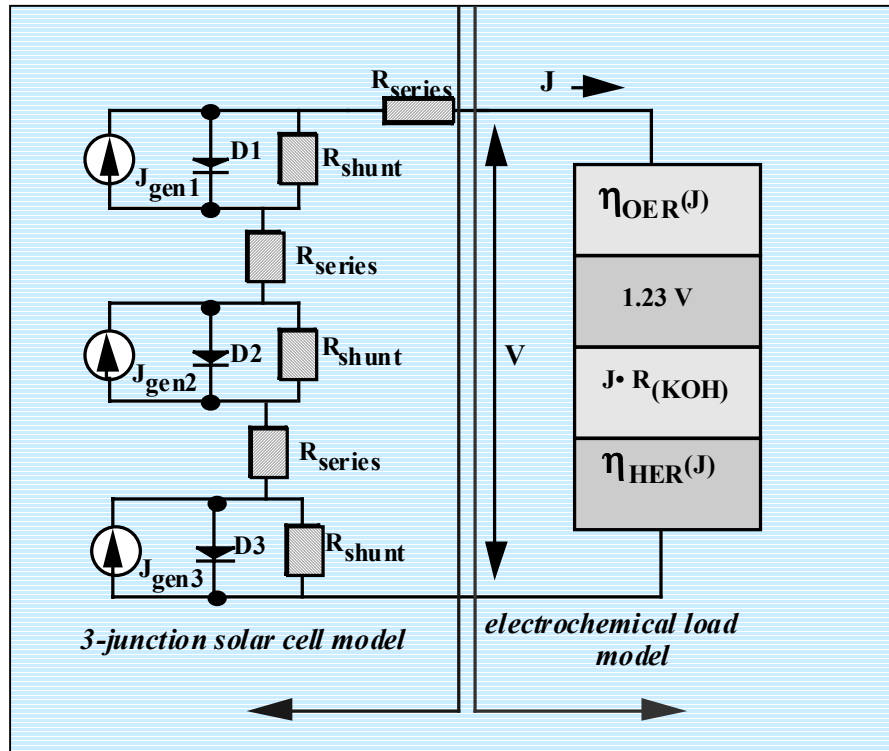 R_series
J
D1
J_gen1
R_shunt
η_OER(J)
R_series
1.23 V
D2
J_gen2
R_shunt
V
J• R_(KOH)
R_series
η_HER(J)
D3
J_gen3
R_shunt
3-junction solar cell model
electrochemical load
model